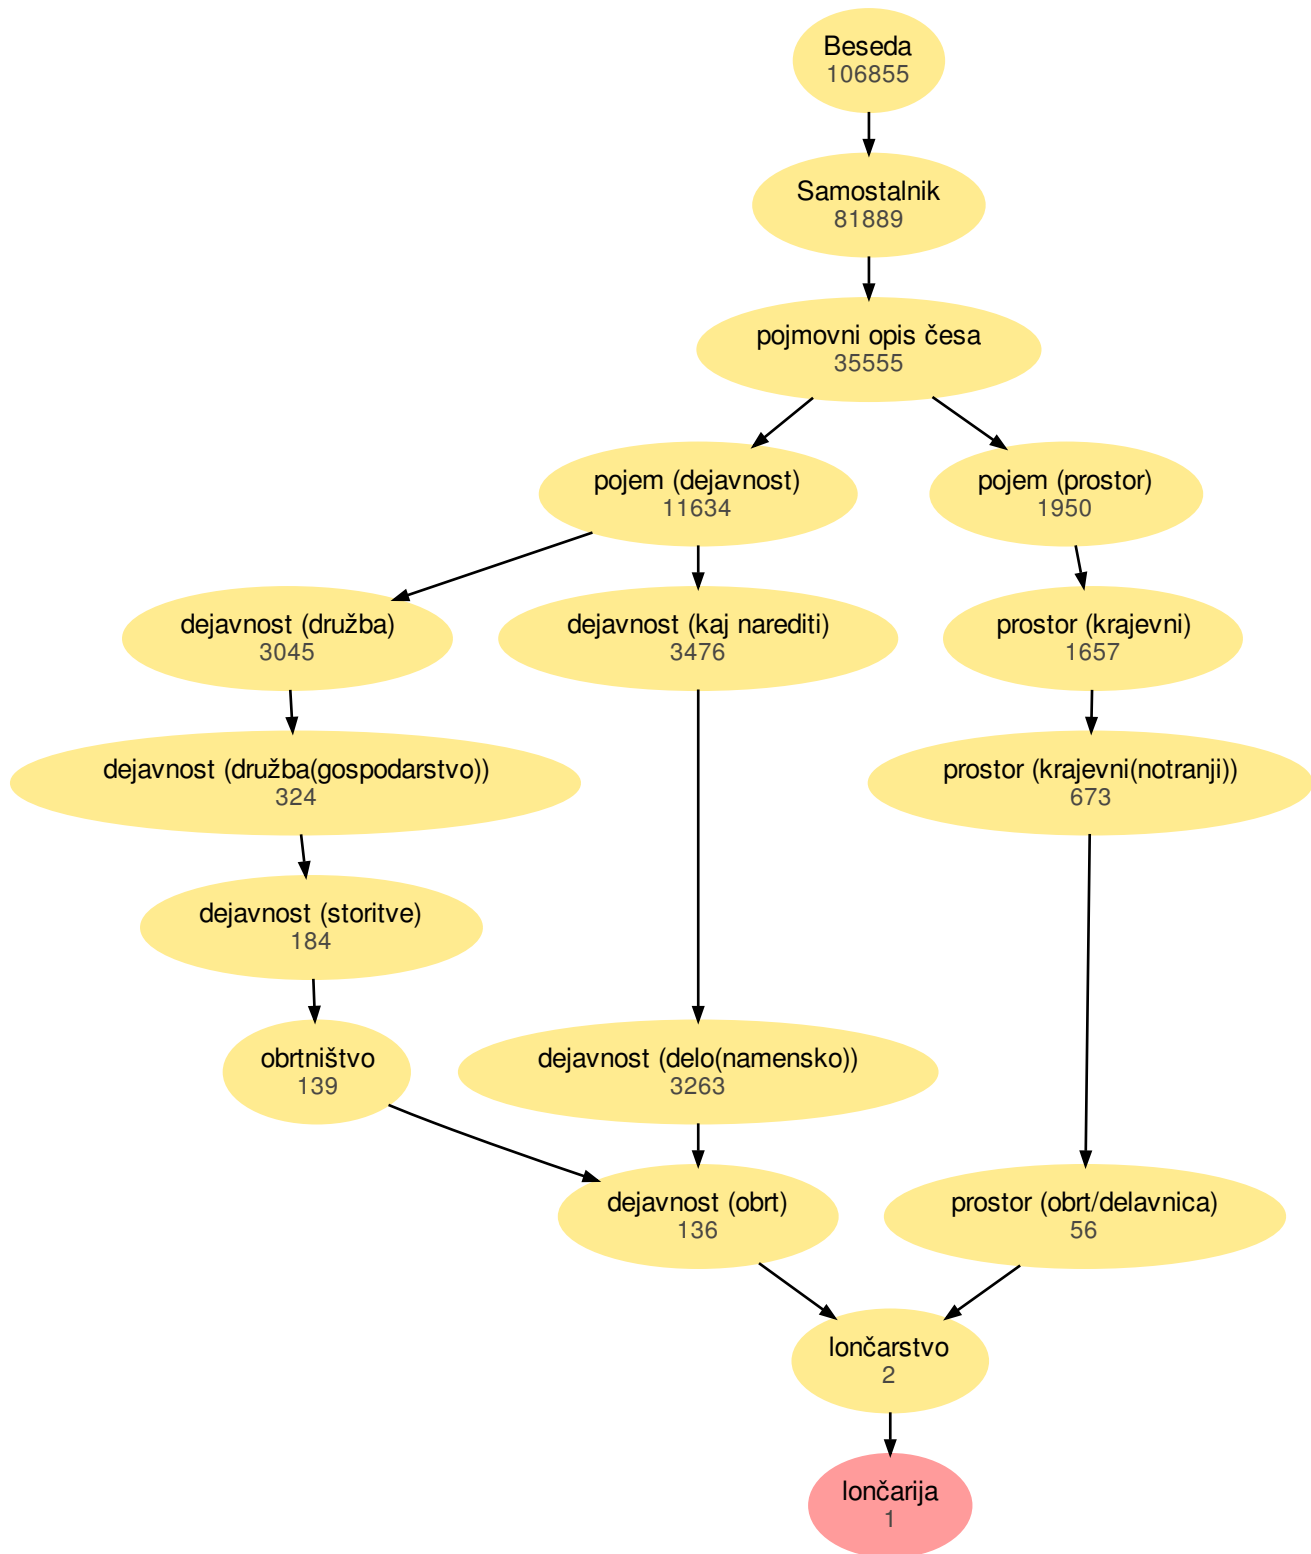 Beseda
106855
Samostalnik
81889
pojmovni opis česa
35555
pojem (dejavnost)
11634
pojem (prostor)
1950
dejavnost (družba)
3045
dejavnost (kaj narediti)
3476
prostor (krajevni)
1657
dejavnost (družba(gospodarstvo))
324
prostor (krajevni(notranji))
673
dejavnost (storitve)
184
obrtništvo
139
dejavnost (delo(namensko))
3263
dejavnost (obrt)
136
prostor (obrt/delavnica)
56
lončarstvo
2
lončarija
1